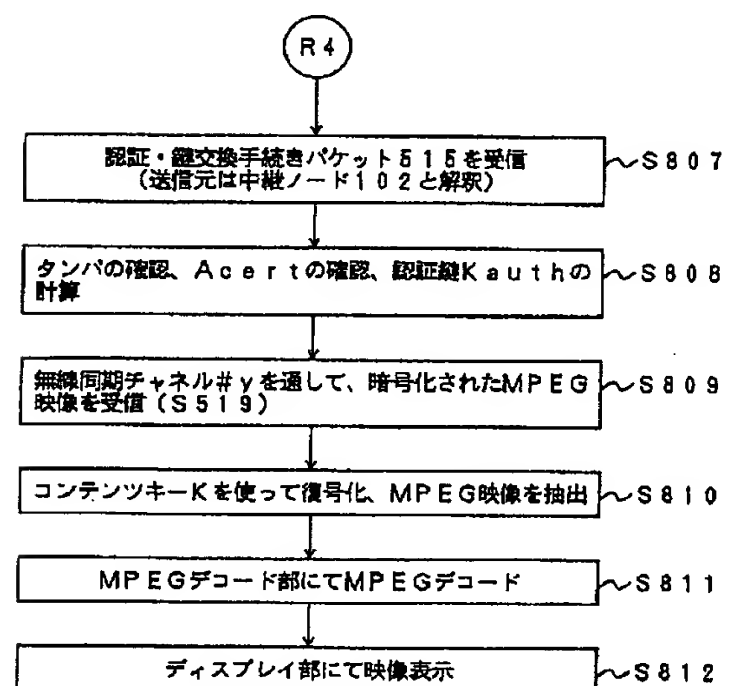 R4
認証・鍵交換手続きパケット515を受信 S807
(送信元は中継ノード102と解釈)
タンパの確認、Acertの確認、認証鍵Kauthの S808
計算
無線同期チャネル#yを通して、暗号化されたMPEG S809
映像を受信(S519)
コンテンツキーKを使って復号化、MPEG映像を抽出 S810
MPEGデコード部にてMPEGデコード S811
ディスプレイ部にて映像表示 S812